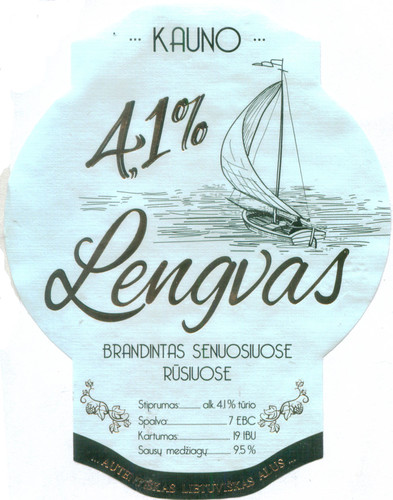 ... KAUNO ...
4,1%
Lengvas
BRANDINTAS SENUOSIUOSE
RŪSIUOSE
Stiprumas:........ alk. 4.1% tūrio
Spalva:........ 7 EBC
Kartumas:........ 19 IBU
Sausų medžiagų:........ 9.5%
... AUTENTIŠKAS LIETUVIŠKAS ALUS ...